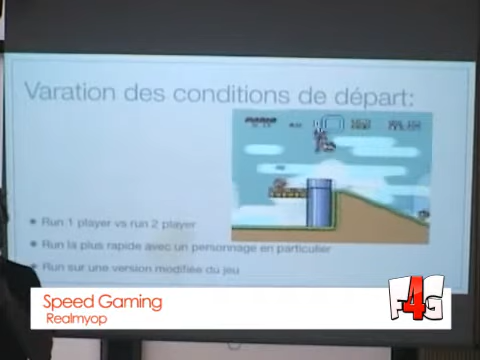 Varation des conditions de départ:
MARIO
Run 1 player vs run 2 player
Run la plus rapide avec un personnage en particulier
Run sur une version modifiée du jeu
Speed Gaming
Realmyop
F4G